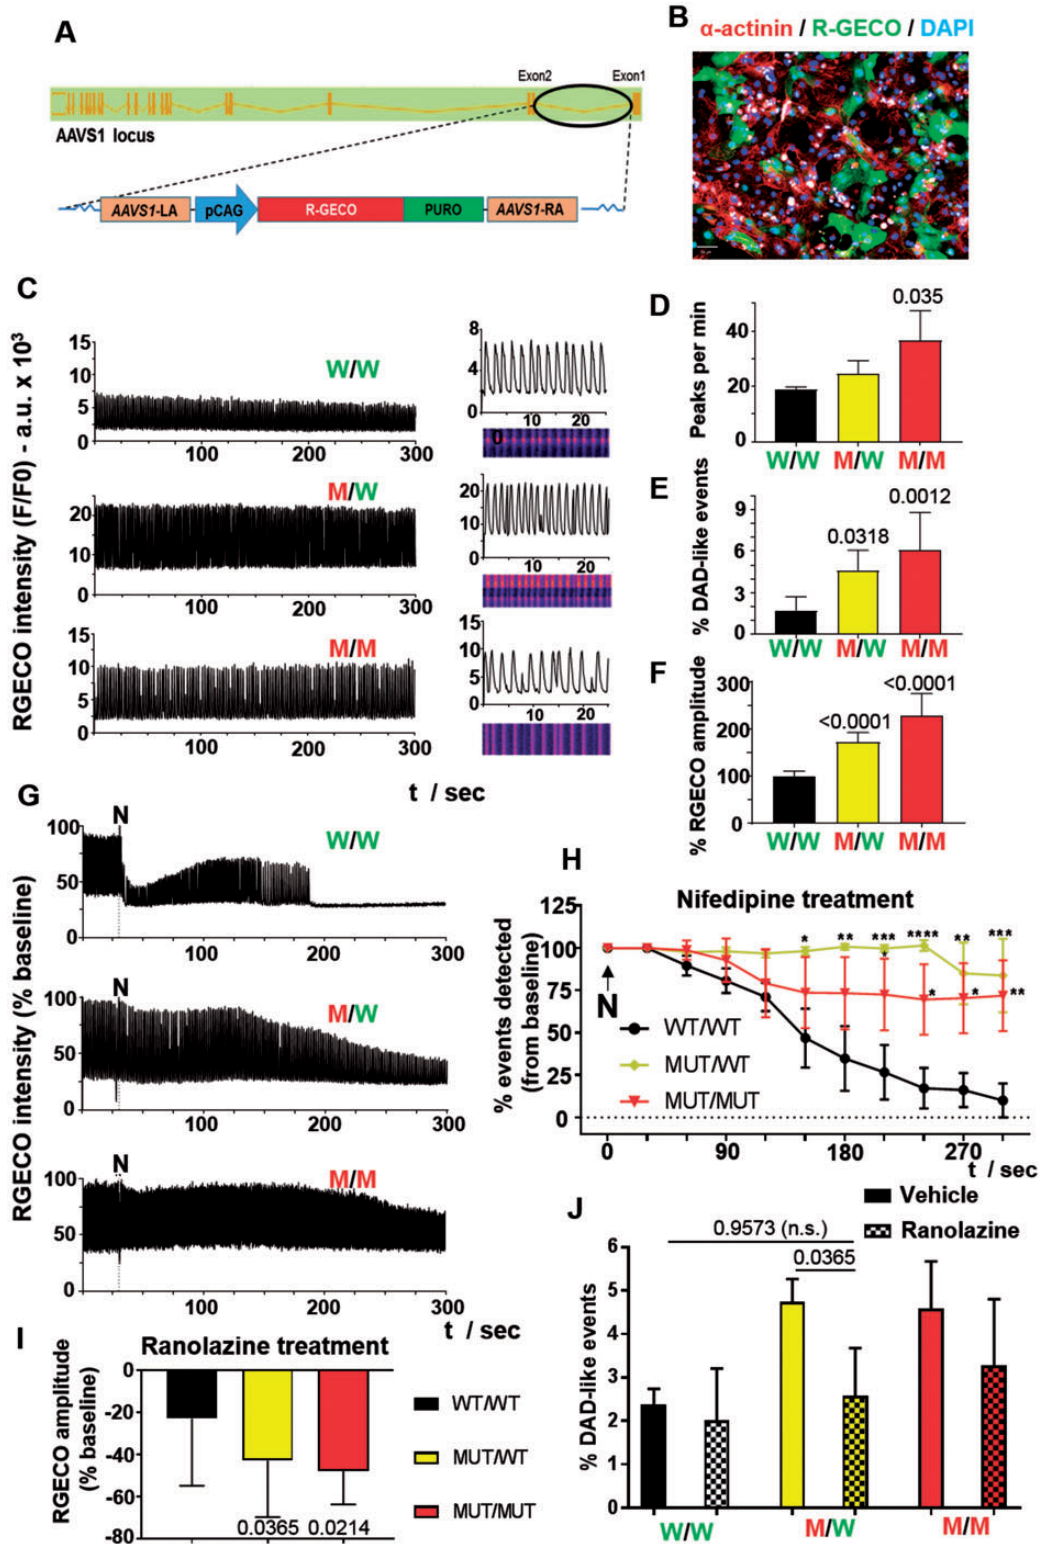 A
Exon2 Exon1
AAVS1 locus
AAVS1-LA pCAG R-GECO PURO AAVS1-RA
B
α-actinin / R-GECO / DAPI
C
RGECO intensity (F/F0) - a.u. x 10³
W/W
15
10
5
0
100 200 300
8
4
0
10 20
0
M/W
20
10
0
100 200 300
20
10
0
10 20
M/M
15
10
5
0
100 200 300
15
10
5
0
10 20
t / sec
D
Peaks per min
40
20
0
0.035
W/W M/W M/M
E
% DAD-like events
9
6
3
0
0.0318
0.0012
W/W M/W M/M
F
% RGECO amplitude
300
200
100
0
<0.0001
<0.0001
W/W M/W M/M
G
RGECO intensity (% baseline)
N
W/W
100
50
0
100 200 300
N
M/W
100
50
0
100 200 300
N
M/M
100
50
0
100 200 300
t / sec
H
Nifedipine treatment
% events detected
(from baseline)
125
100
75
50
25
0
N
* ** *** **** ** ***
*
* * **
WT/WT
MUT/WT
MUT/MUT
0 90 180 270
t / sec
I
Ranolazine treatment
RGECO amplitude
(% baseline)
0
-20
-40
-60
-80
0.0365 0.0214
WT/WT
MUT/WT
MUT/MUT
J
Vehicle
Ranolazine
% DAD-like events
6
5
4
3
2
1
0
0.9573 (n.s.)
0.0365
W/W M/W M/M